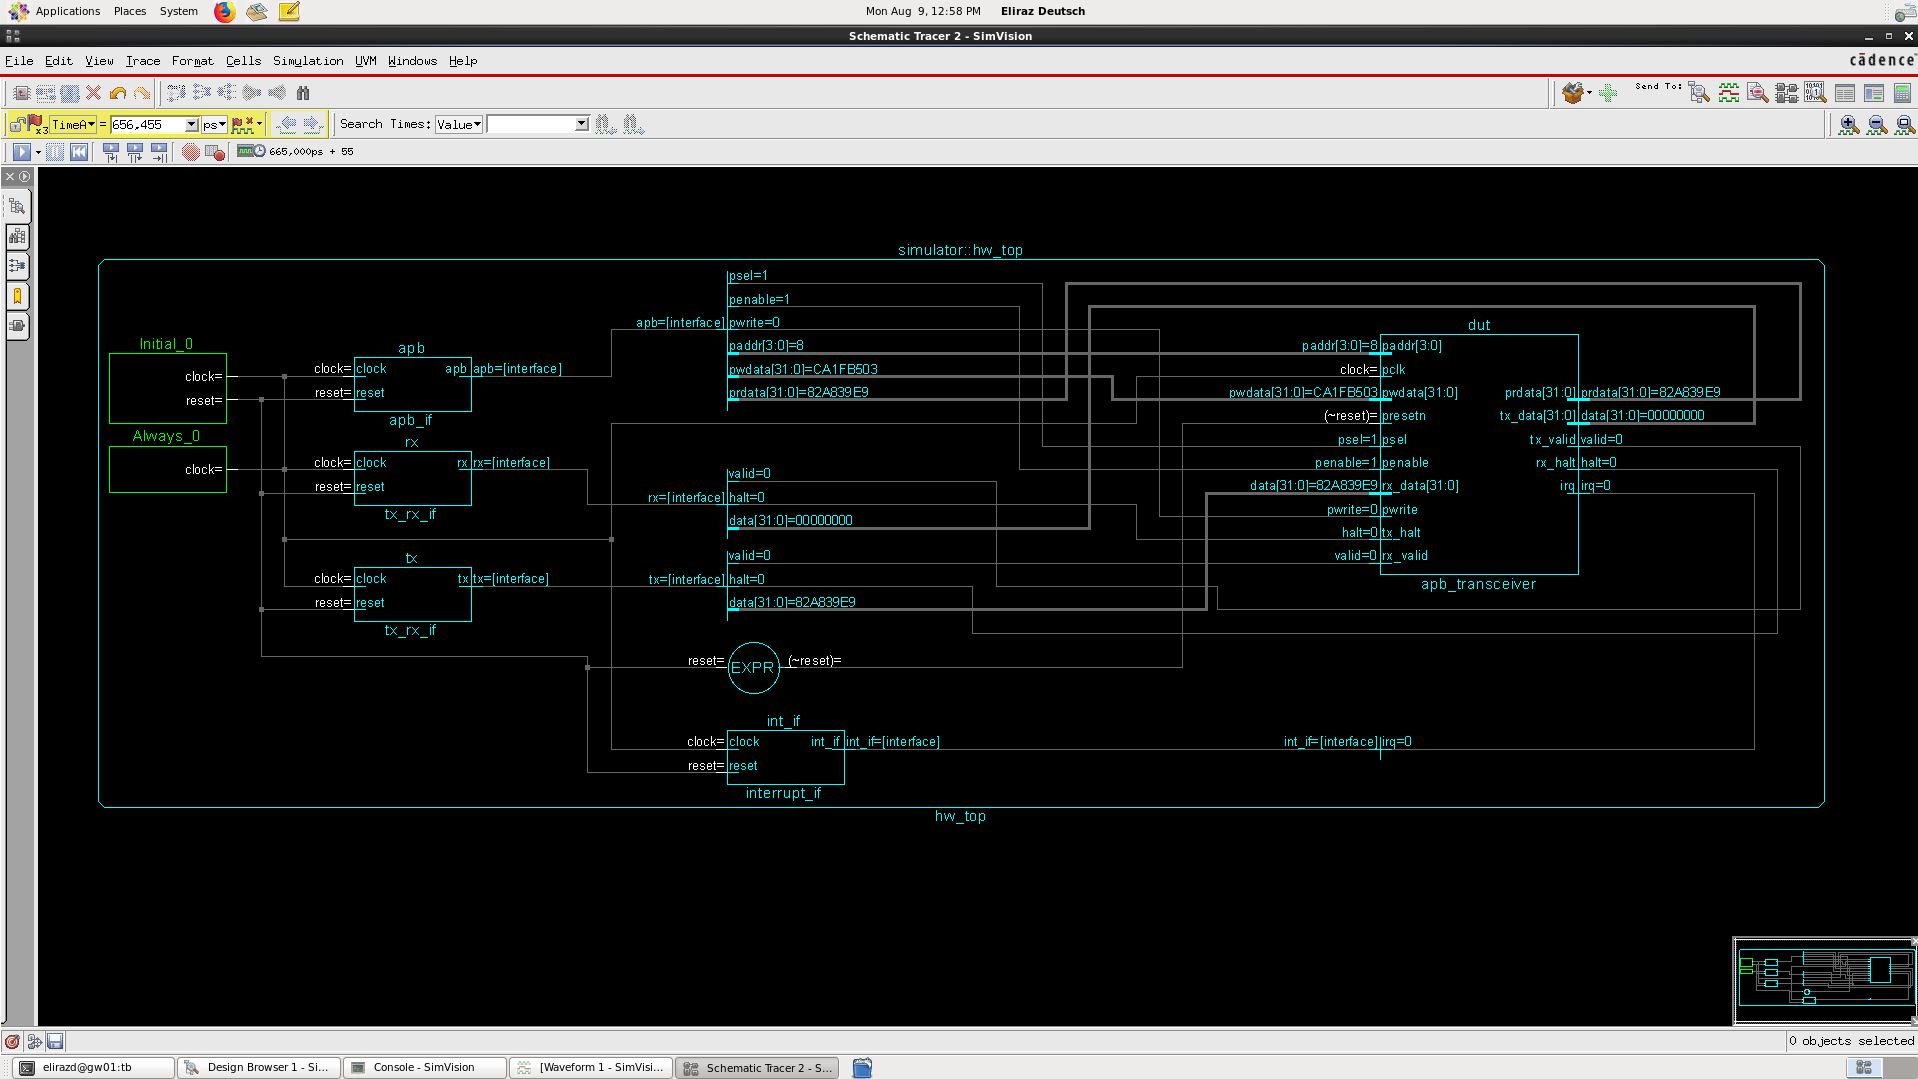 Applications Places System Mon Aug 9, 12:58 PM Eliraz Deutsch
Schematic Tracer 2 - SimVision
File Edit View Trace Format Cells Simulation UVM Windows Help cādence
Send To:
x3 TimeA = 656,455 ps Search Times: Value
665,000ps + 55
simulator::hw_top
psel=1
penable=1
apb=[interface] pwrite=0
paddr[3:0]=8
pwdata[31:0]=CA1FB503
prdata[31:0]=82A839E9
Initial_0
clock=
reset=
Always_0
clock=
apb
clock= clock apb apb=[interface]
reset= reset
apb_if
rx
clock= clock rx rx=[interface]
reset= reset
tx_rx_if
tx
clock= clock tx tx=[interface]
reset= reset
tx_rx_if
valid=0
rx=[interface] halt=0
data[31:0]=00000000
valid=0
tx=[interface] halt=0
data[31:0]=82A839E9
reset= EXPR (~reset)=
int_if
clock= clock int_if int_if=[interface]
reset= reset
interrupt_if
dut
paddr[3:0]=8 paddr[3:0]
clock= pclk
pwdata[31:0]=CA1FB503 pwdata[31:0] prdata[31:0] prdata[31:0]=82A839E9
(~reset)= presetn tx_data[31:0] data[31:0]=00000000
psel=1 psel tx_valid valid=0
penable=1 penable rx_halt halt=0
data[31:0]=82A839E9 rx_data[31:0] irq irq=0
pwrite=0 pwrite
halt=0 tx_halt
valid=0 rx_valid
apb_transceiver
int_if=[interface] irq=0
hw_top
0 objects selected
elirazd@gw01:tb Design Browser 1 - Si... Console - SimVision [Waveform 1 - SimVisi... Schematic Tracer 2 - S...